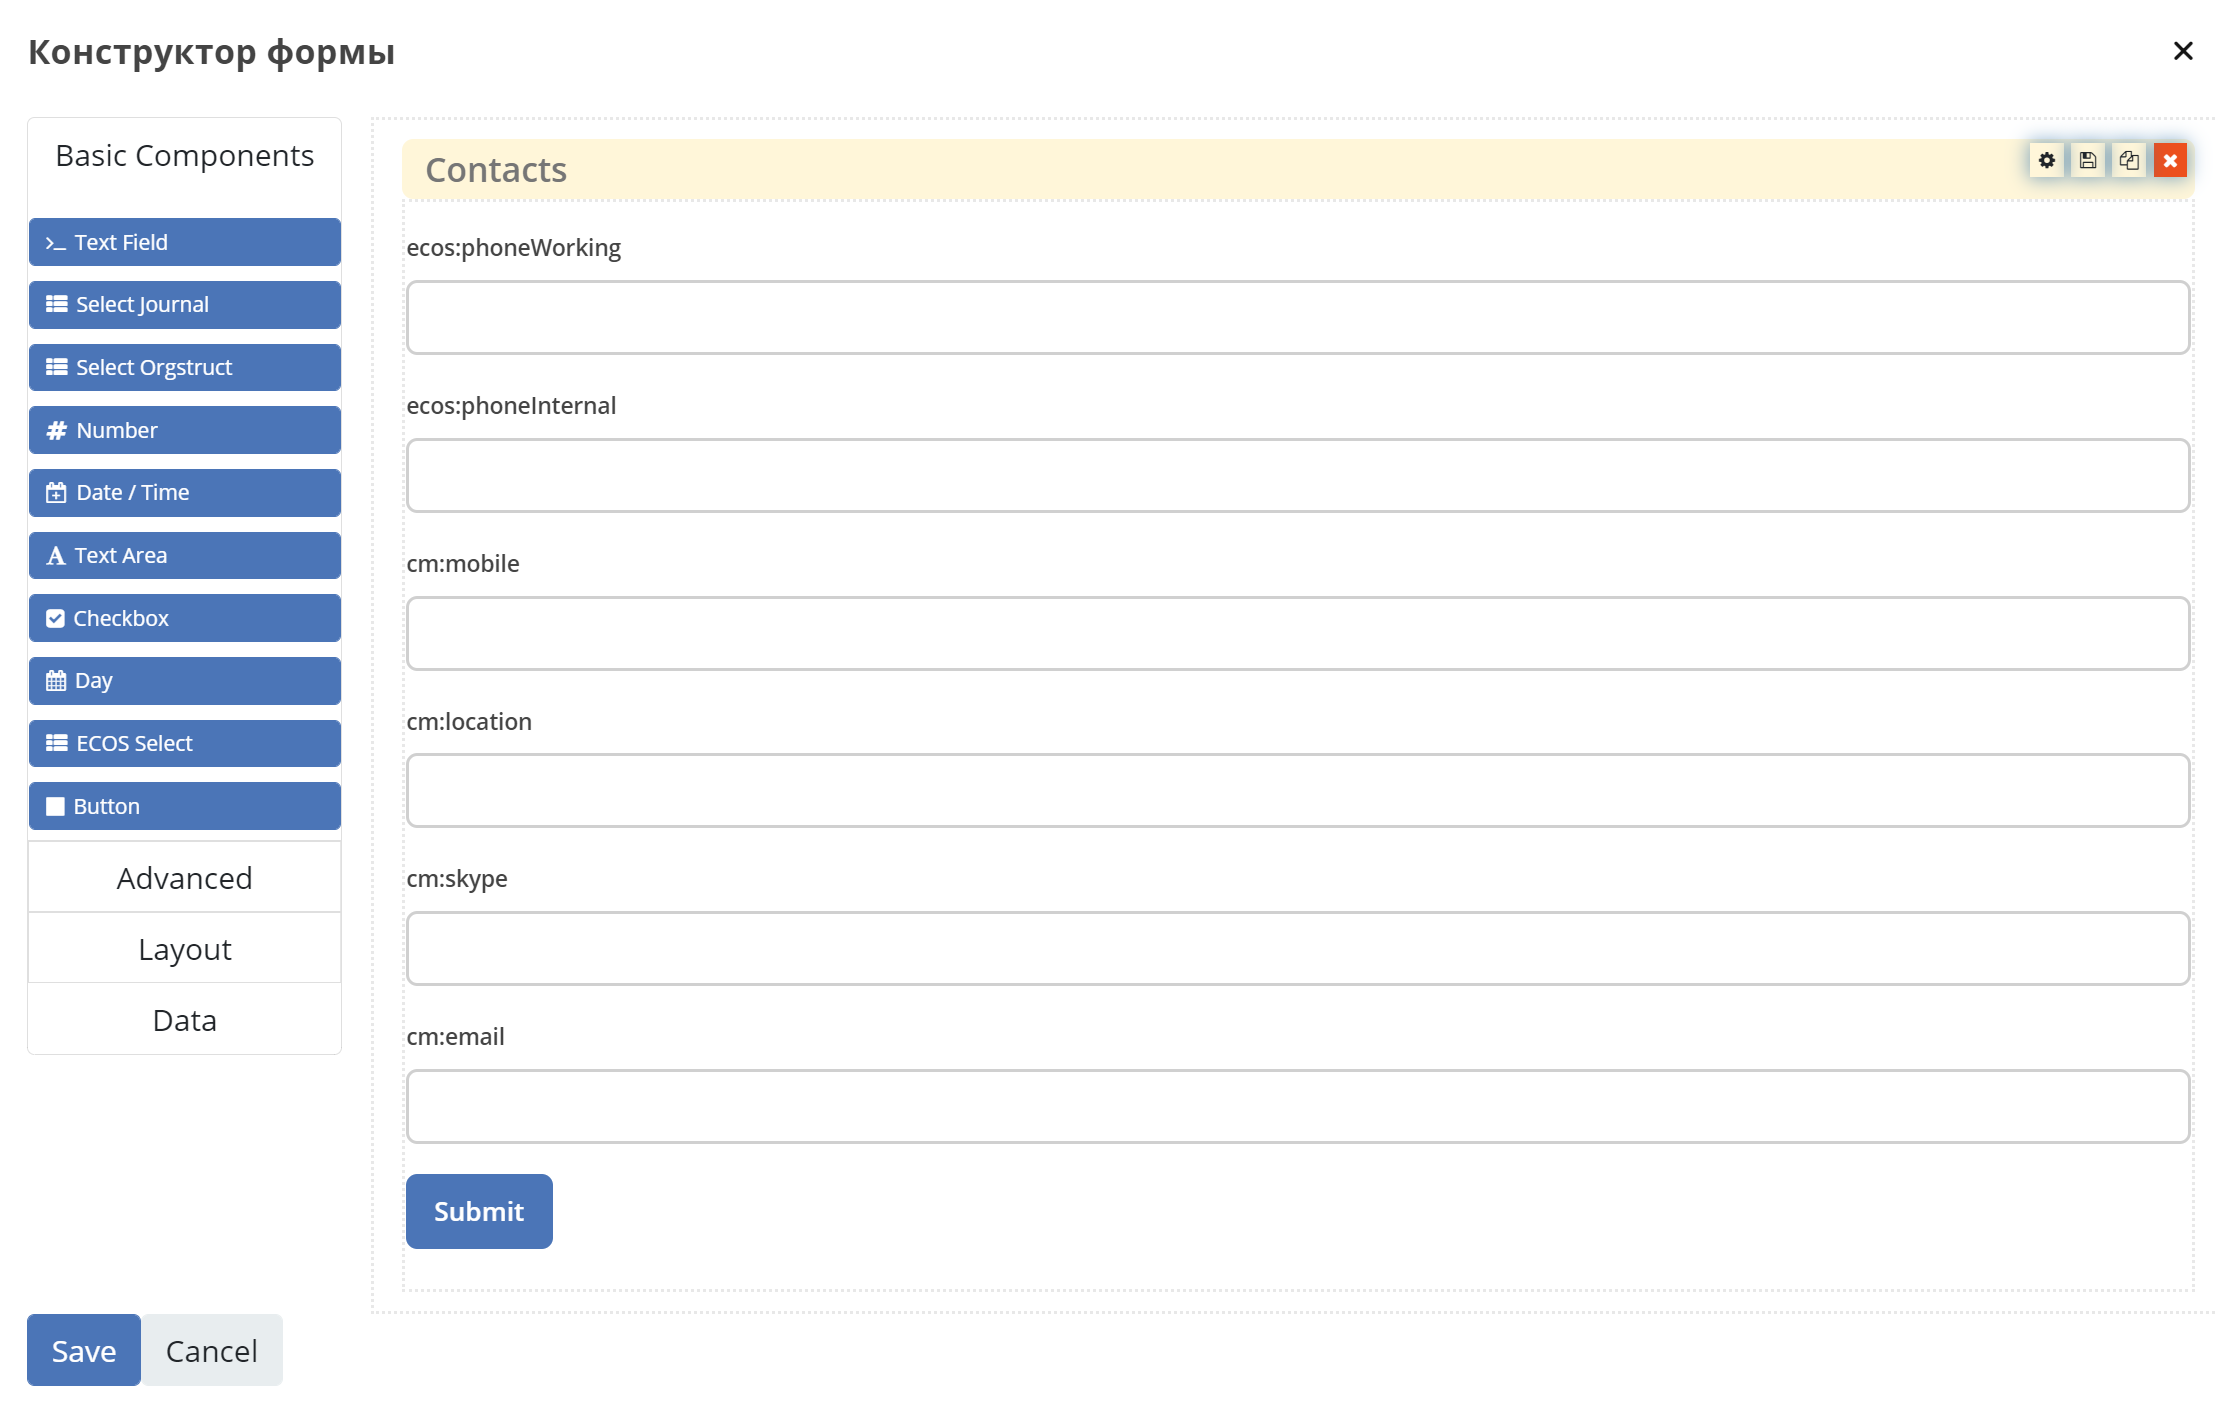 Конструктор формы
Basic Components
Text Field
Select Journal
Select Orgstruct
Number
Date / Time
Text Area
Checkbox
Day
ECOS Select
Button
Advanced
Layout
Data
Contacts
ecos:phoneWorking
ecos:phoneInternal
cm:mobile
cm:location
cm:skype
cm:email
Submit
Save
Cancel